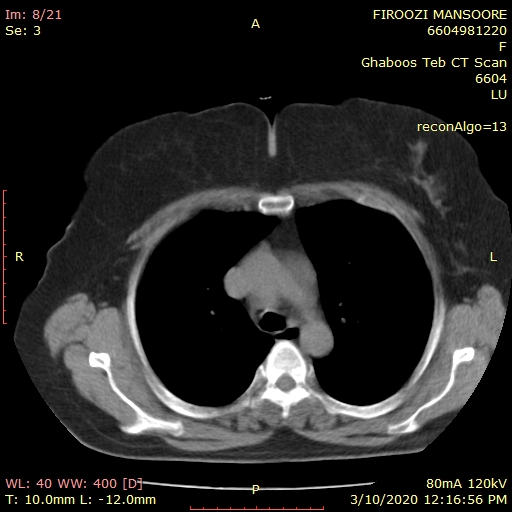 Im: 8/21
Se: 3
A
FIROOZI MANSOORE
6604981220
F
Ghaboos Teb CT Scan
6604
LU
reconAlgo=13
R
L
WL: 40 WW: 400 [D]
T: 10.0mm L: -12.0mm
P
80mA 120kV
3/10/2020 12:16:56 PM